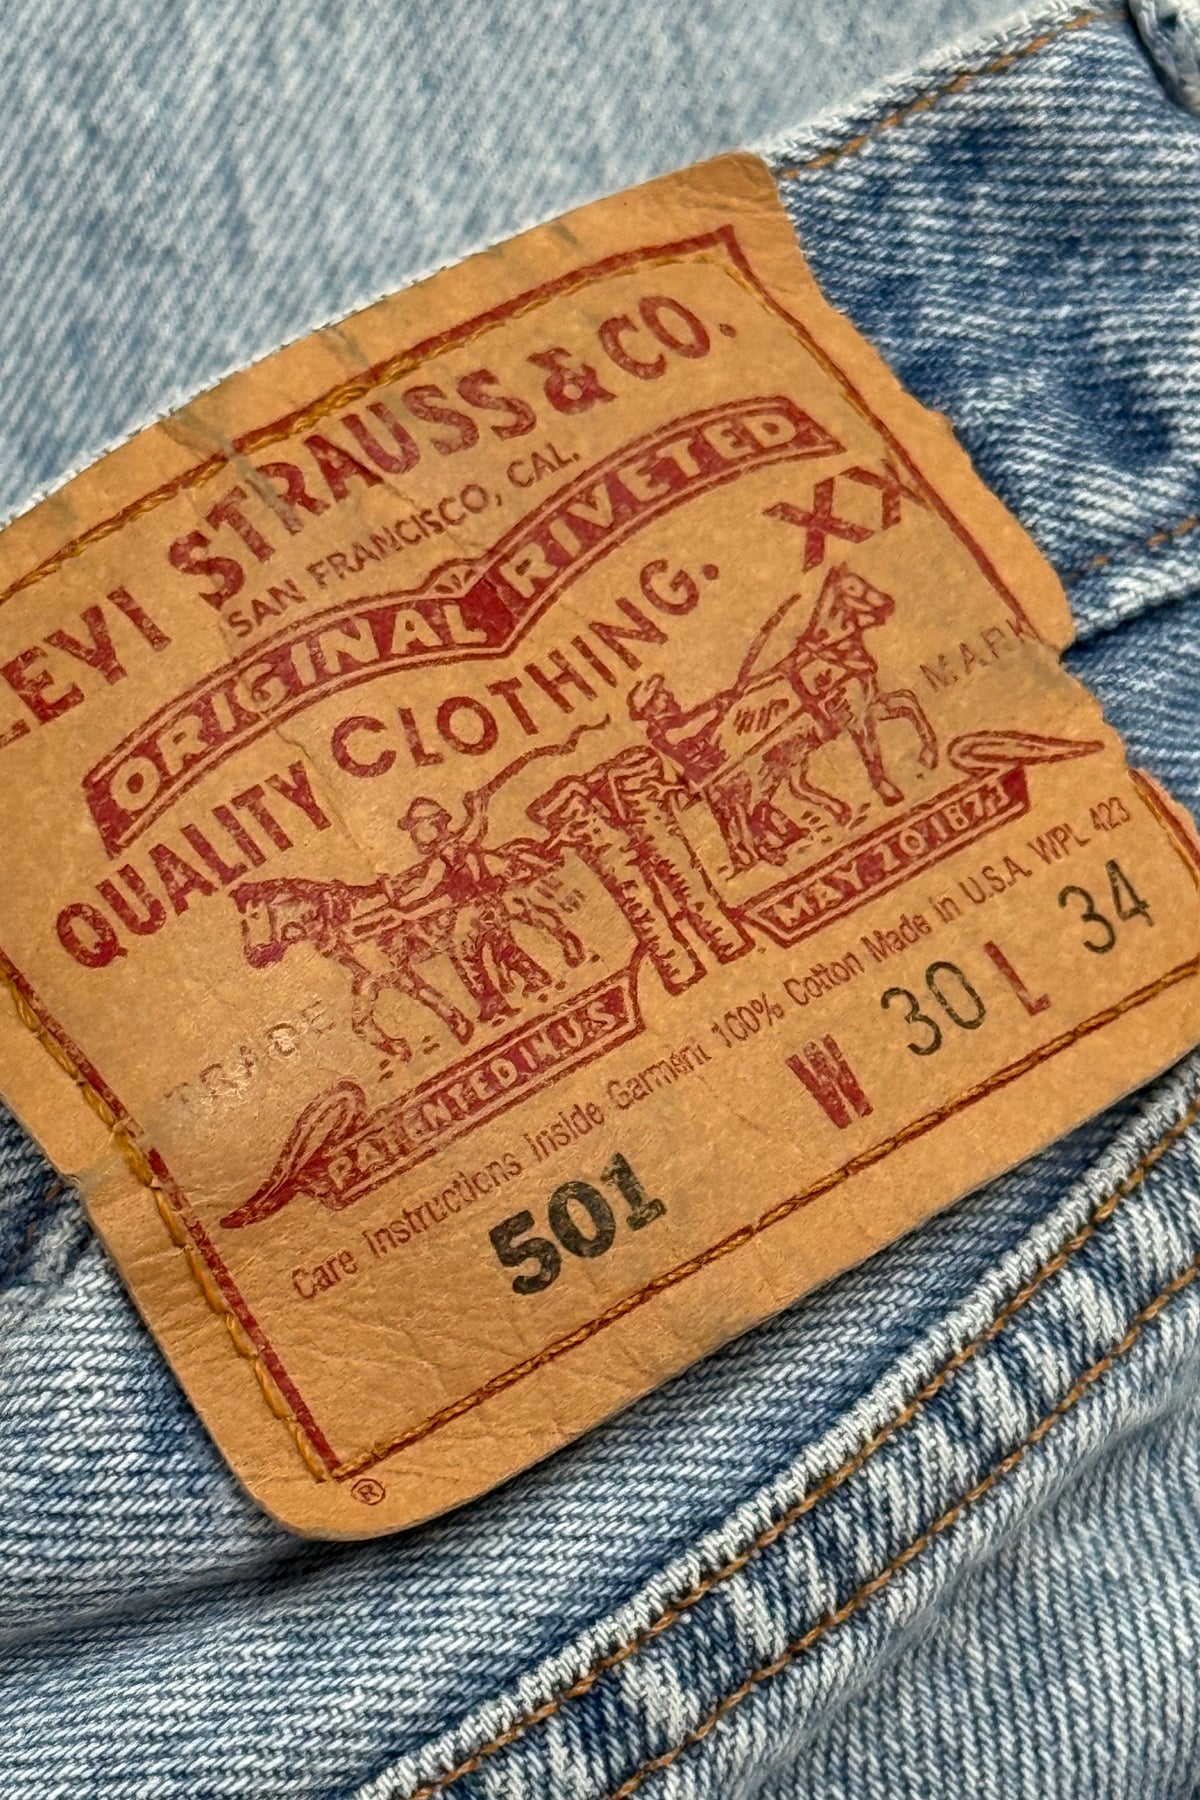 LEVI STRAUSS & CO.
SAN FRANCISCO, CAL.
ORIGINAL RIVETED
QUALITY CLOTHING.
XX
TRADE
MARK
PATENTED IN U.S.
MAY 20 1873
Care Instructions Inside Garment 100% Cotton Made in U.S.A. WPL 423
501
W 30 L 34
®